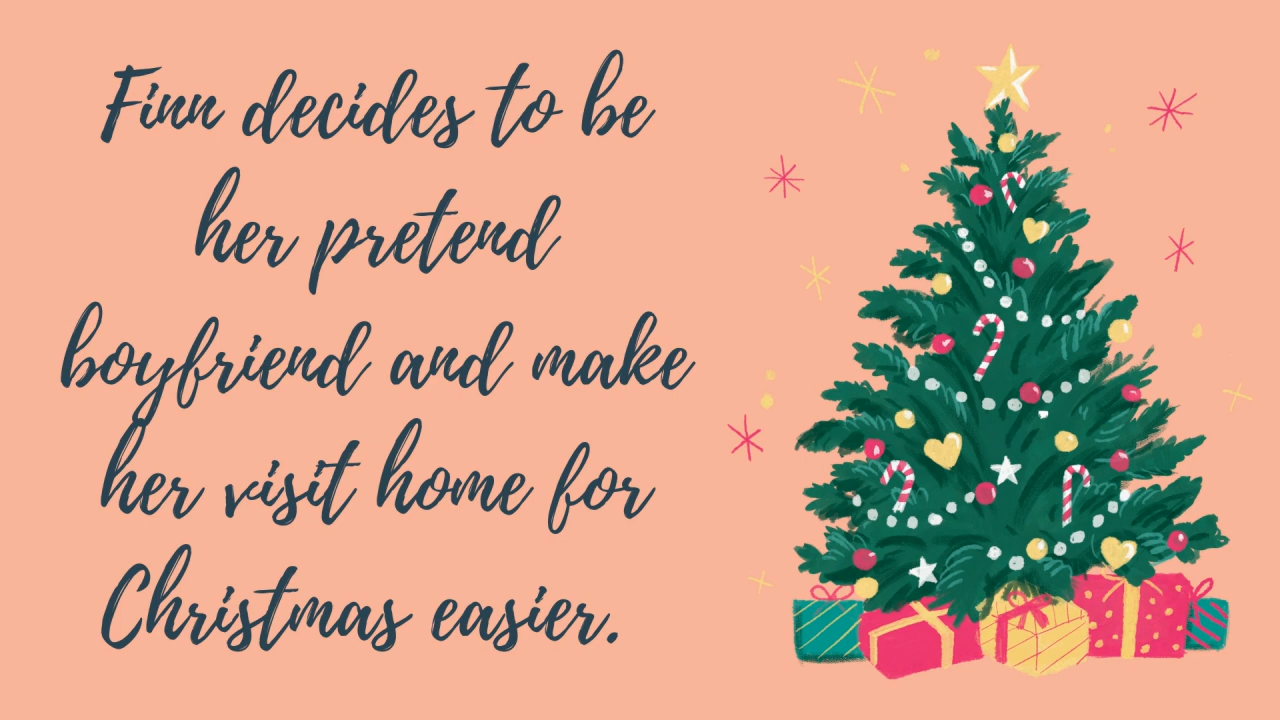 Finn decides to be
her pretend
boyfriend and make
her visit home for
Christmas easier.